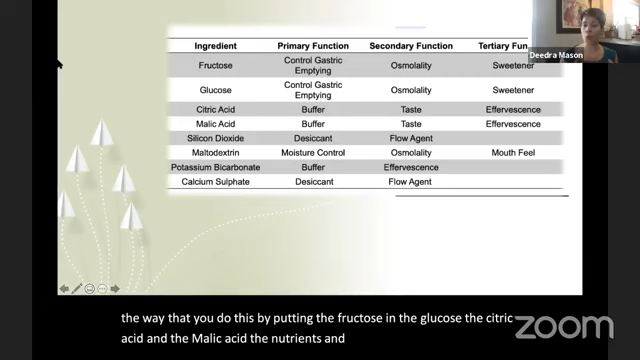 Ingredient Primary Function Secondary Function Tertiary Fun
Deedra Mason
Fructose Control Gastric Emptying Osmolality Sweetener
Glucose Control Gastric Emptying Osmolality Sweetener
Citric Acid Buffer Taste Effervescence
Malic Acid Buffer Taste Effervescence
Silicon Dioxide Desiccant Flow Agent
Maltodextrin Moisture Control Osmolality Mouth Feel
Potassium Bicarbonate Buffer Effervescence
Calcium Sulphate Desiccant Flow Agent
the way that you do this by putting the fructose in the glucose the citric
acid and the Malic acid the nutrients and
zoom